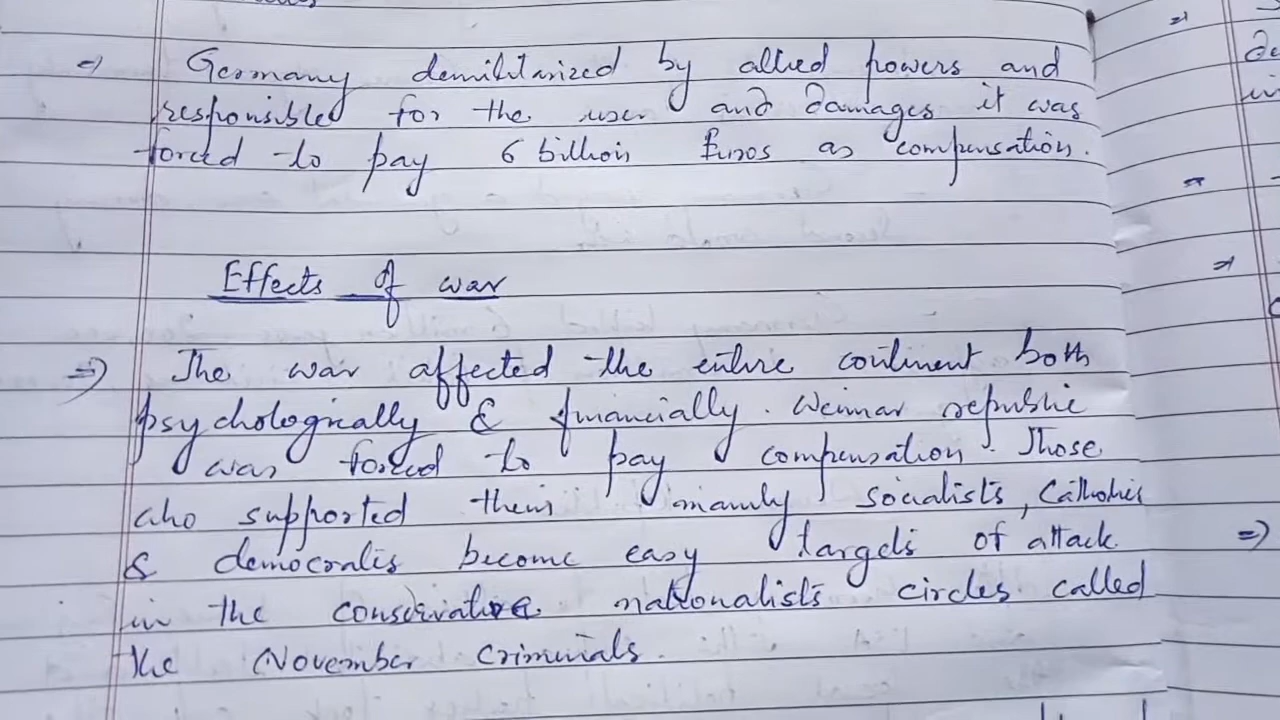 ⇒ Germany demilitarized by allied powers and
responsibled for the war and damages it was
forced to pay 6 billion Euros as compensation.
Effects of war
⇒ The war affected the entire continent both
psychologically & financially. Weimar republic
was forced to pay compensation. Those
who supported them mainly socialists, Catholics
& democratis become easy targets of attack
in the conservative nationalists circles called
the November Criminals.